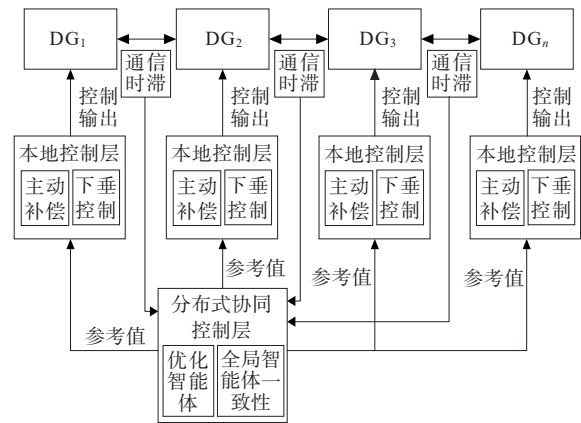 DG₁
DG₂
DG₃
DGₙ
通信
时滞
通信
时滞
通信
时滞
控制
输出
控制
输出
控制
输出
控制
输出
本地控制层
主动
补偿
下垂
控制
本地控制层
主动
补偿
下垂
控制
本地控制层
主动
补偿
下垂
控制
本地控制层
主动
补偿
下垂
控制
参考值
参考值
参考值
参考值
分布式协同
控制层
优化
智能
体
全局智
能体一
致性